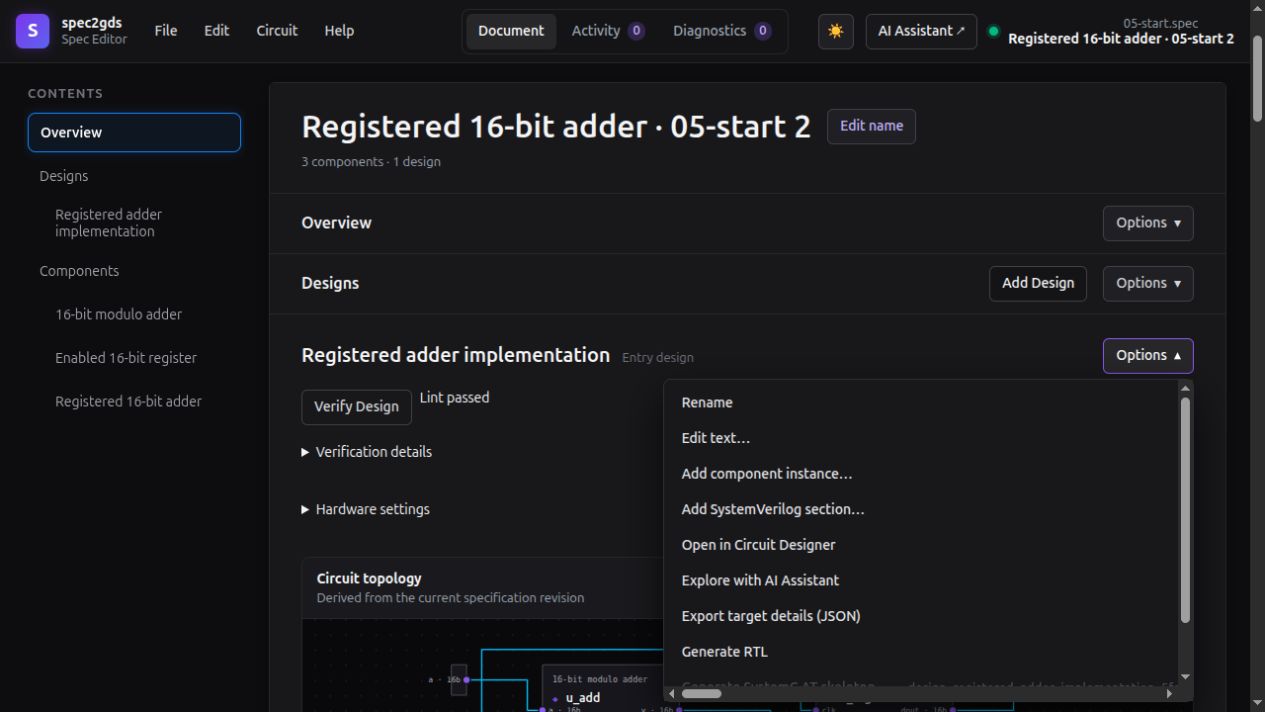 S
spec2gds
Spec Editor
File
Edit
Circuit
Help
Document
Activity 0
Diagnostics 0
AI Assistant ↗
05-start.spec
Registered 16-bit adder · 05-start 2
CONTENTS
Overview
Designs
Registered adder
implementation
Components
16-bit modulo adder
Enabled 16-bit register
Registered 16-bit adder
Registered 16-bit adder · 05-start 2
Edit name
3 components · 1 design
Overview
Options ▾
Designs
Add Design
Options ▾
Registered adder implementation
Entry design
Options ▴
Verify Design
Lint passed
▶ Verification details
▶ Hardware settings
Circuit topology
Derived from the current specification revision
a · 16b
16-bit modulo adder
u_add
a · 16b
Rename
Edit text…
Add component instance…
Add SystemVerilog section…
Open in Circuit Designer
Explore with AI Assistant
Export target details (JSON)
Generate RTL